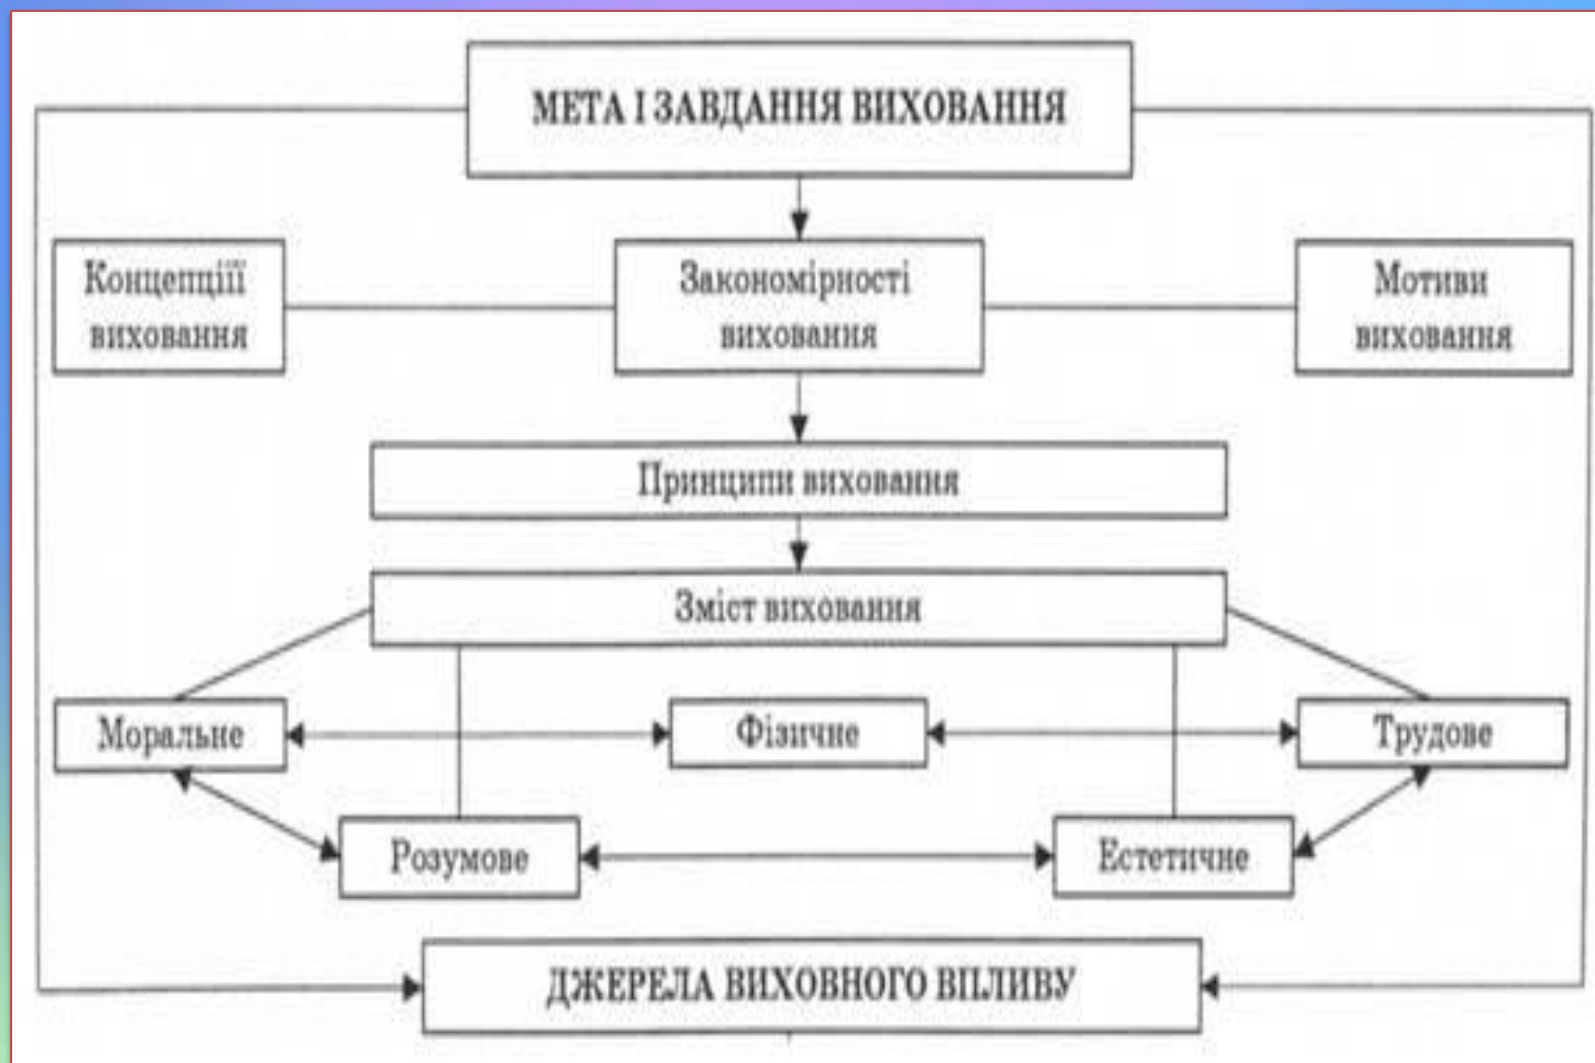 МЕТА І ЗАВДАННЯ ВИХОВАННЯ
Концепціїї
виховання
Закономірності
виховання
Мотиви
виховання
Принципи виховання
Зміст виховання
Моральне
Фізичне
Трудове
Розумове
Естетичне
ДЖЕРЕЛА ВИХОВНОГО ВПЛИВУ